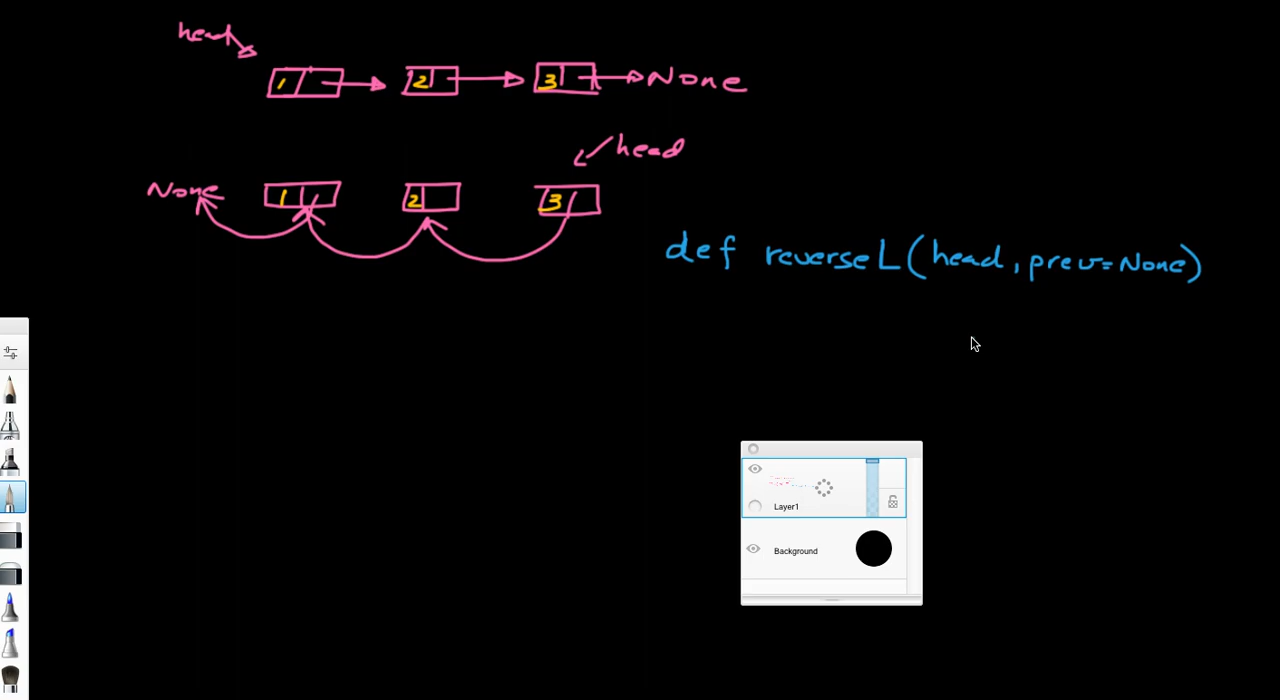 head
1 2 3 None
head
None 1 2 3
def reverseL(head, prev=None)
Layer1
Background